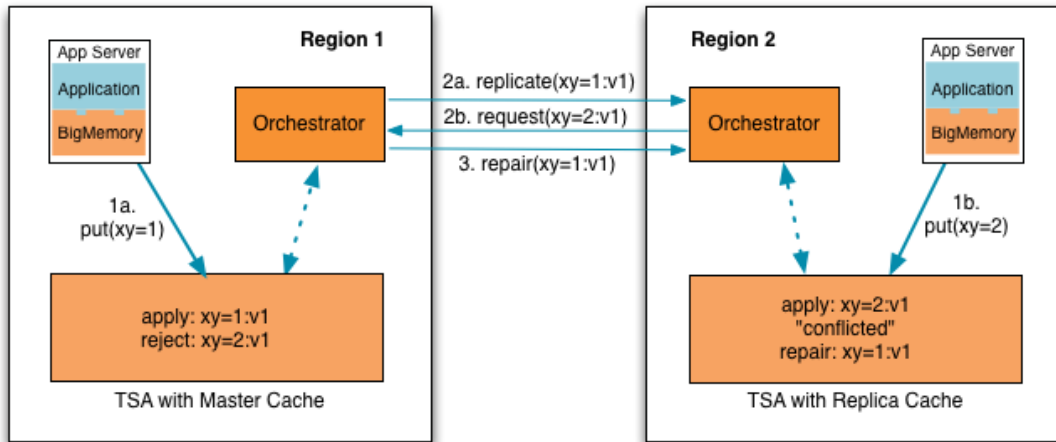 Region 1
App Server
Application
BigMemory
Orchestrator
1a.
put(xy=1)
apply: xy=1:v1
reject: xy=2:v1
TSA with Master Cache
2a. replicate(xy=1:v1)
2b. request(xy=2:v1)
3. repair(xy=1:v1)
Region 2
App Server
Application
BigMemory
Orchestrator
1b.
put(xy=2)
apply: xy=2:v1
"conflicted"
repair: xy=1:v1
TSA with Replica Cache